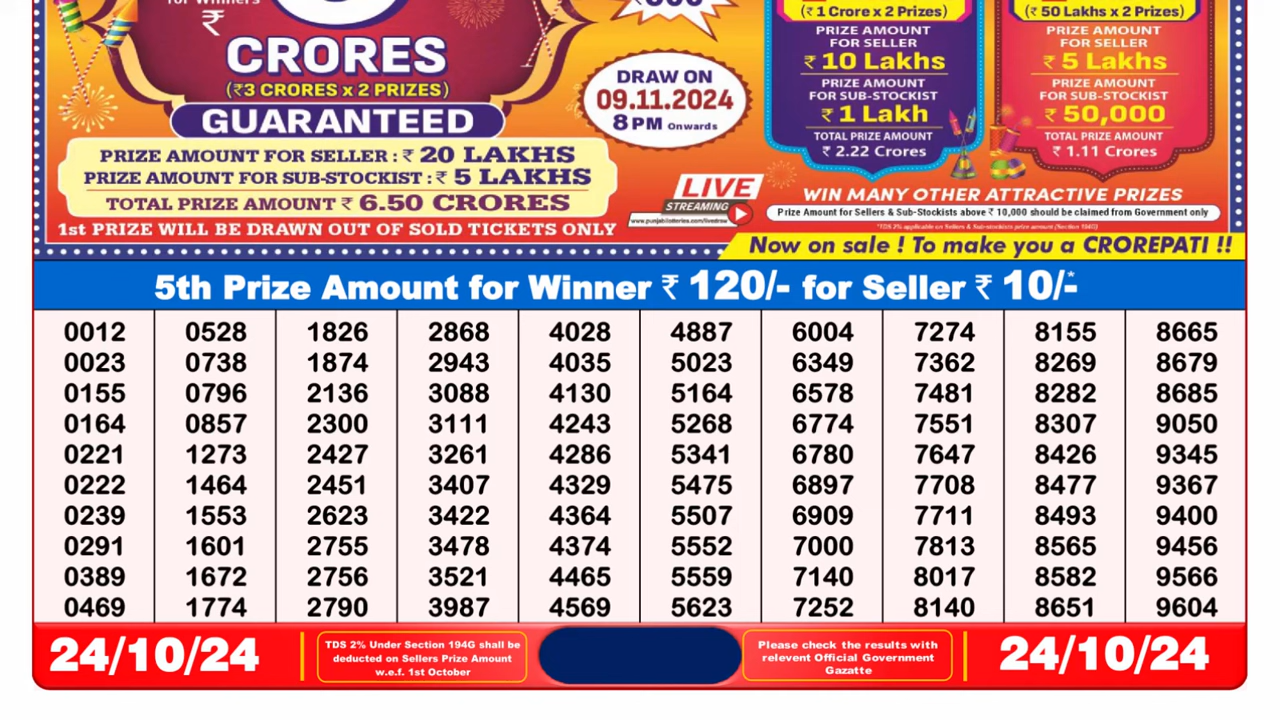 for Winners
₹
CRORES
(₹3 CRORES x 2 PRIZES)
GUARANTEED
PRIZE AMOUNT FOR SELLER : ₹ 20 LAKHS
PRIZE AMOUNT FOR SUB-STOCKIST : ₹ 5 LAKHS
TOTAL PRIZE AMOUNT ₹ 6.50 CRORES
1st PRIZE WILL BE DRAWN OUT OF SOLD TICKETS ONLY
DRAW ON
09.11.2024
8 PM Onwards
LIVE
STREAMING
(₹ 1 Crore x 2 Prizes)
PRIZE AMOUNT
FOR SELLER
₹ 10 Lakhs
PRIZE AMOUNT
FOR SUB-STOCKIST
₹ 1 Lakh
TOTAL PRIZE AMOUNT
₹ 2.22 Crores
(₹ 50 Lakhs x 2 Prizes)
PRIZE AMOUNT
FOR SELLER
₹ 5 Lakhs
PRIZE AMOUNT
FOR SUB-STOCKIST
₹ 50,000
TOTAL PRIZE AMOUNT
₹ 1.11 Crores
WIN MANY OTHER ATTRACTIVE PRIZES
Prize Amount for Sellers & Sub-Stockists above ₹ 10,000 should be claimed from Government only
Now on sale ! To make you a CROREPATI !!
5th Prize Amount for Winner ₹ 120/- for Seller ₹ 10/-*
0012 0528 1826 2868 4028 4887 6004 7274 8155 8665
0023 0738 1874 2943 4035 5023 6349 7362 8269 8679
0155 0796 2136 3088 4130 5164 6578 7481 8282 8685
0164 0857 2300 3111 4243 5268 6774 7551 8307 9050
0221 1273 2427 3261 4286 5341 6780 7647 8426 9345
0222 1464 2451 3407 4329 5475 6897 7708 8477 9367
0239 1553 2623 3422 4364 5507 6909 7711 8493 9400
0291 1601 2755 3478 4374 5552 7000 7813 8565 9456
0389 1672 2756 3521 4465 5559 7140 8017 8582 9566
0469 1774 2790 3987 4569 5623 7252 8140 8651 9604
24/10/24
TDS 2% Under Section 194G shall be
deducted on Sellers Prize Amount
w.e.f. 1st October
Please check the results with
relevent Official Government
Gazatte
24/10/24